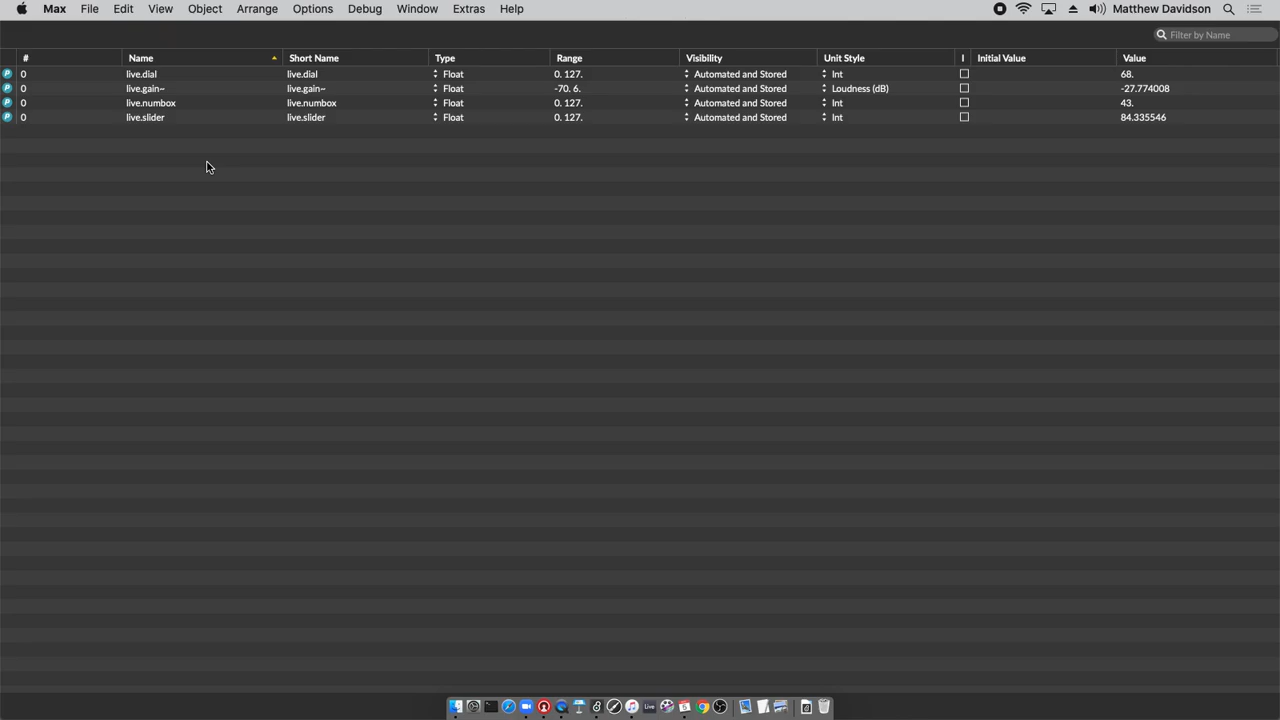 Max File Edit View Object Arrange Options Debug Window Extras Help Matthew Davidson
Filter by Name
# Name Short Name Type Range Visibility Unit Style I Initial Value Value
P 0 live.dial live.dial Float 0. 127. Automated and Stored Int 68.
P 0 live.gain~ live.gain~ Float -70. 6. Automated and Stored Loudness (dB) -27.774008
P 0 live.numbox live.numbox Float 0. 127. Automated and Stored Int 43.
P 0 live.slider live.slider Float 0. 127. Automated and Stored Int 84.335546
Live